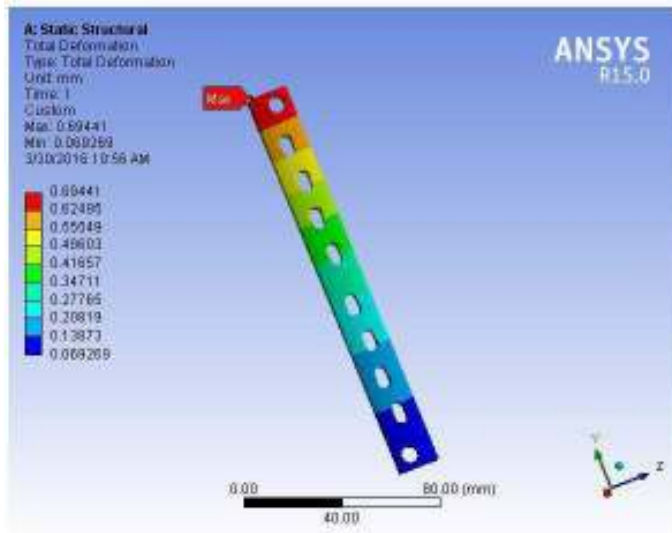 A: Static Structural
Total Deformation
Type: Total Deformation
Unit: mm
Time: 1
Custom
Max: 0.69441
Min: 0.069269
3/30/2016 10:56 AM
ANSYS
R15.0
Max
0.69441
0.62495
0.55549
0.48603
0.41657
0.34711
0.27765
0.20819
0.13873
0.069269
0.00
80.00 (mm)
40.00
Y
Z